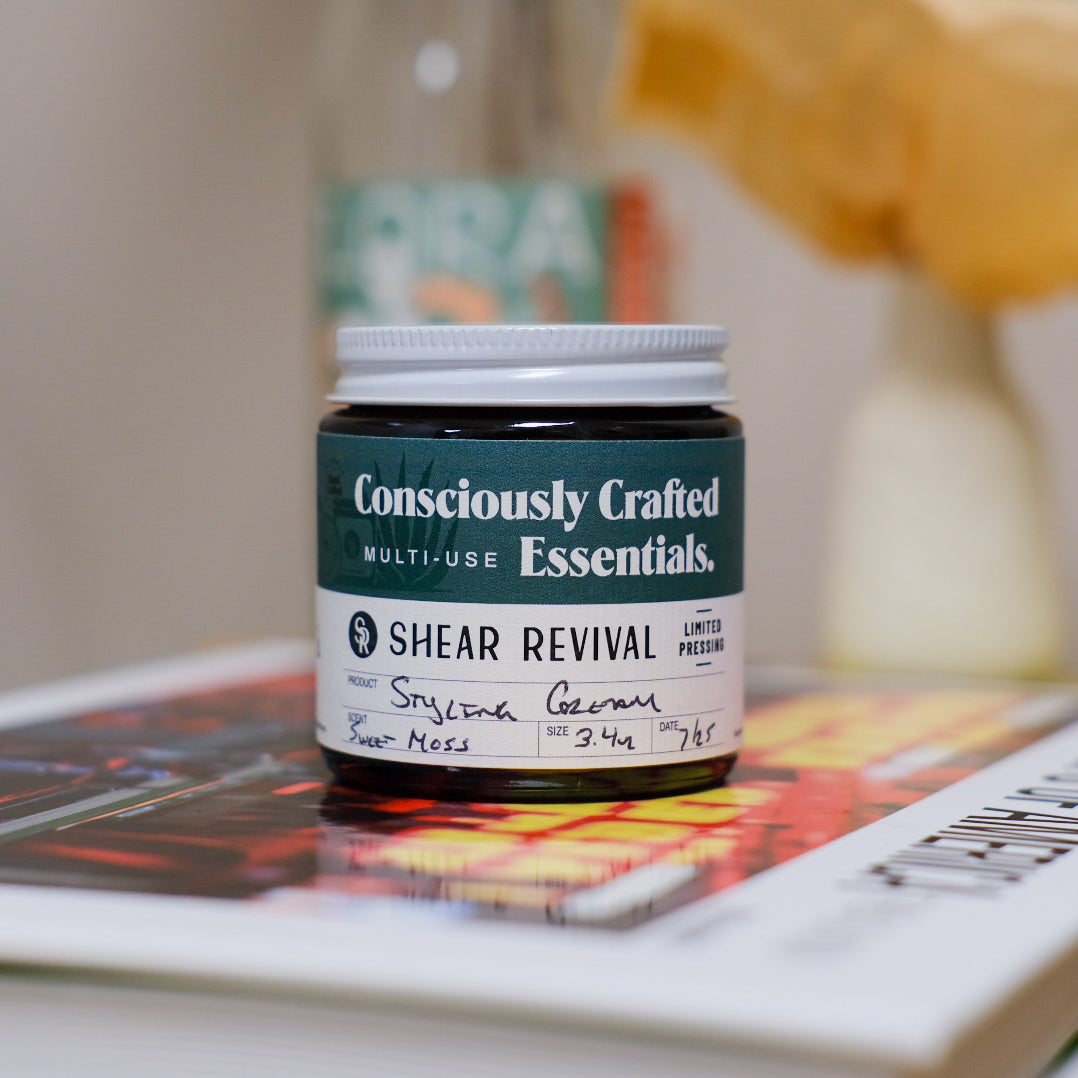 ORA
Consciously Crafted
MULTI-USE Essentials.
SR SHEAR REVIVAL
LIMITED
PRESSING
PRODUCT Styling Cream
SCENT Sweet Moss
SIZE 3.4oz
DATE 7/25